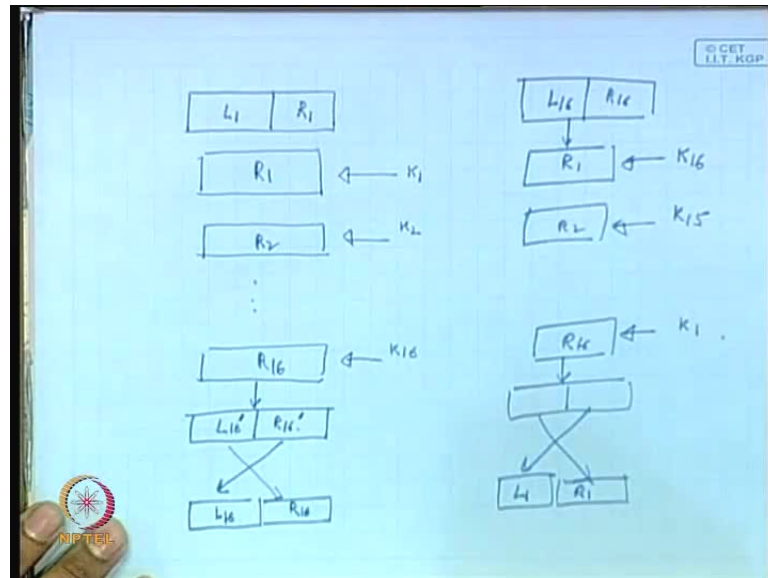 © CET
I.I.T. KGP
L1 R1
R1 K1
R2 K2
R16 K16
L16' R16'
L16 R16
L16 R16
R1 K16
R2 K15
R16 K1
L1 R1
NPTEL